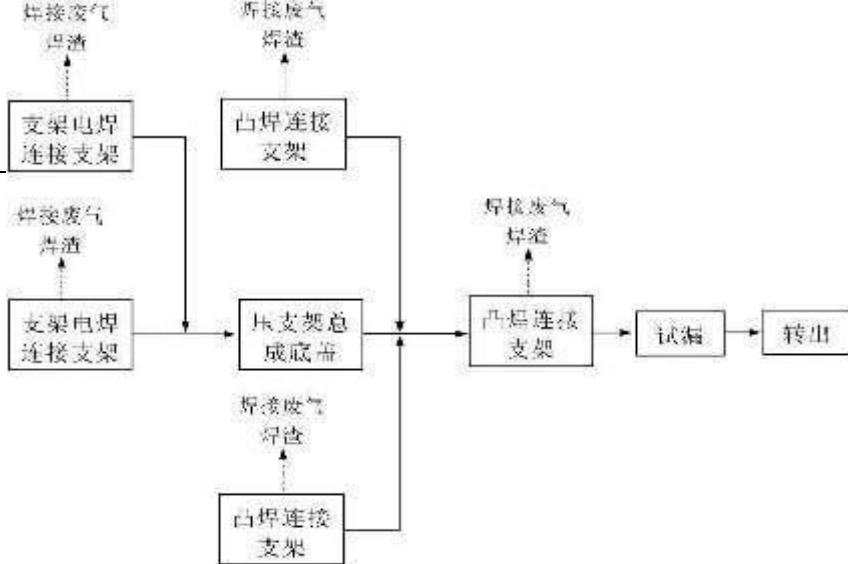 焊接废气
焊渣
焊接废气
焊渣
支架电焊
连接支架
凸焊连接
支架
焊接废气
焊渣
焊接废气
焊渣
支架电焊
连接支架
压支架总
成底部
凸焊连接
支架
试漏
转出
焊接废气
焊渣
凸焊连接
支架